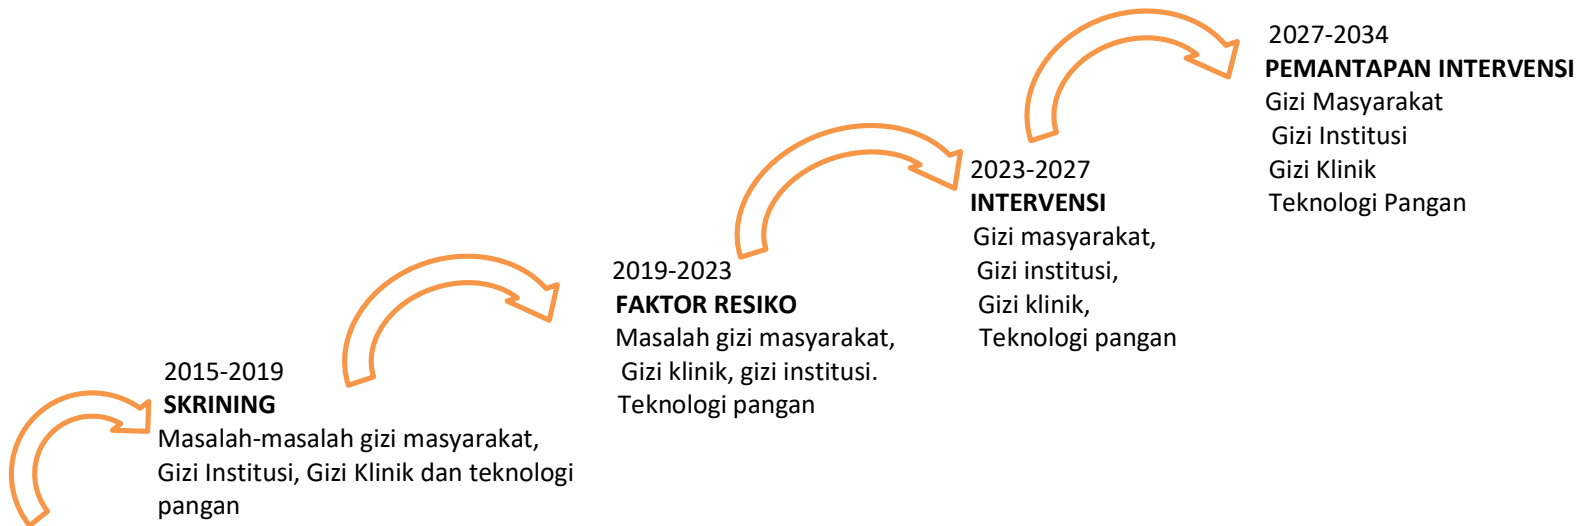 2015-2019
SKRINING
Masalah-masalah gizi masyarakat,
Gizi Institusi, Gizi Klinik dan teknologi
pangan
2019-2023
FAKTOR RESIKO
Masalah gizi masyarakat,
Gizi klinik, gizi institusi.
Teknologi pangan
2023-2027
INTERVENSI
Gizi masyarakat,
Gizi institusi,
Gizi klinik,
Teknologi pangan
2027-2034
PEMANTAPAN INTERVENSI
Gizi Masyarakat
Gizi Institusi
Gizi Klinik
Teknologi Pangan